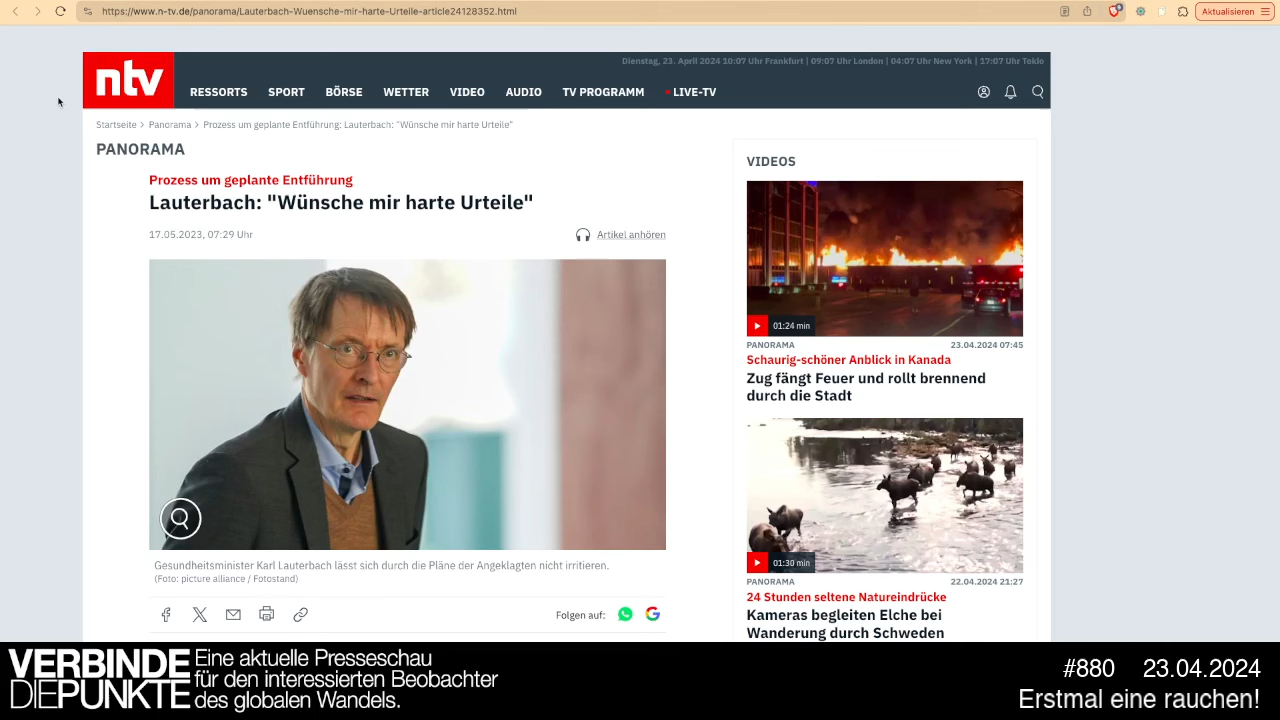 https://www.n-tv.de/panorama/Lauterbach-Wünsche-mir-harte-Urteile-article24128352.html
Aktualisieren
ntv
Dienstag, 23. April 2024 10:07 Uhr Frankfurt | 09:07 Uhr London | 04:07 Uhr New York | 17:07 Uhr Tokio
RESSORTS SPORT BÖRSE WETTER VIDEO AUDIO TV PROGRAMM LIVE-TV
Startseite > Panorama > Prozess um geplante Entführung: Lauterbach: "Wünsche mir harte Urteile"
PANORAMA
Prozess um geplante Entführung
Lauterbach: "Wünsche mir harte Urteile"
17.05.2023, 07:29 Uhr
Artikel anhören
Gesundheitsminister Karl Lauterbach lässt sich durch die Pläne der Angeklagten nicht irritieren.
(Foto: picture alliance / Fotostand)
Folgen auf:
VIDEOS
01:24 min
PANORAMA 23.04.2024 07:45
Schaurig-schöner Anblick in Kanada
Zug fängt Feuer und rollt brennend
durch die Stadt
01:30 min
PANORAMA 22.04.2024 21:27
24 Stunden seltene Natureindrücke
Kameras begleiten Elche bei
Wanderung durch Schweden
VERBINDE
DIEPUNKTE
Eine aktuelle Presseschau
für den interessierten Beobachter
des globalen Wandels.
#880 23.04.2024
Erstmal eine rauchen!